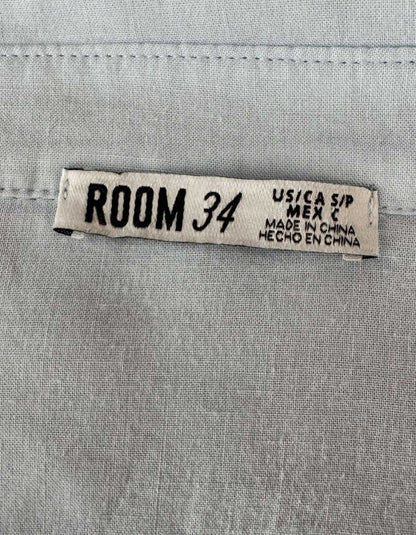 ROOM 34
US/CA S/P
MEX C
MADE IN CHINA
HECHO EN CHINA